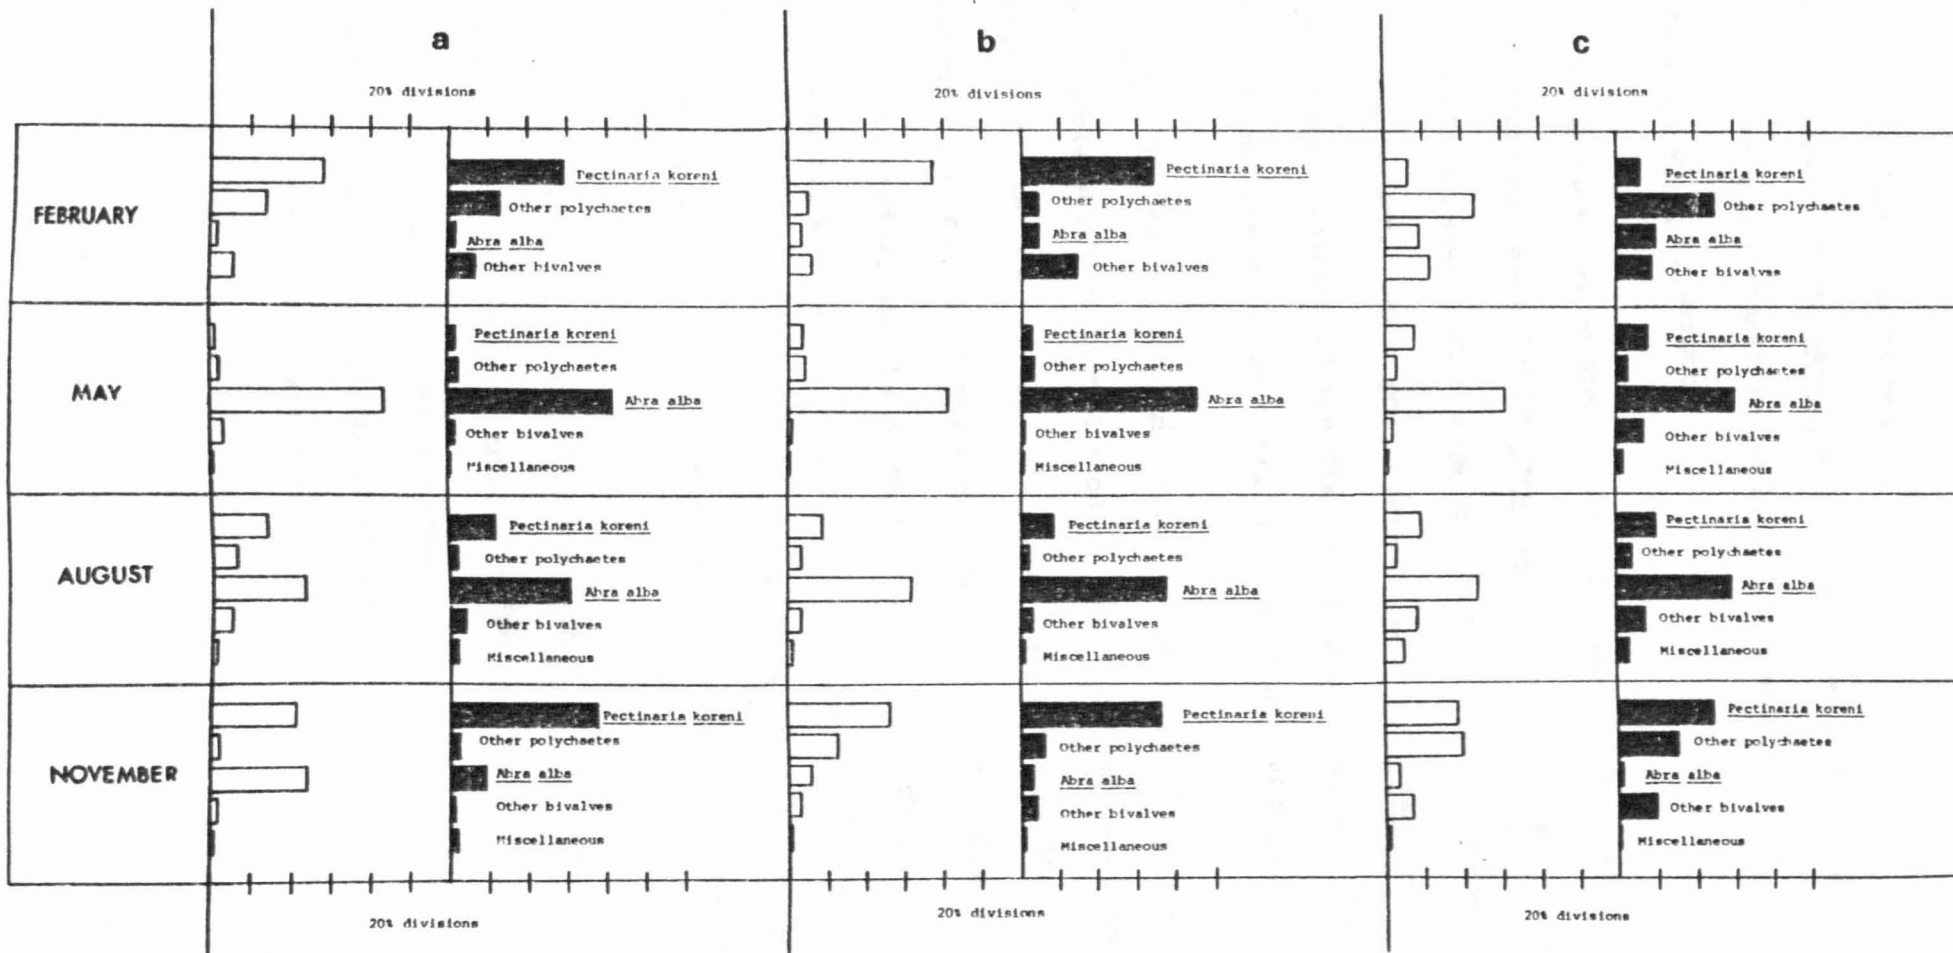 a
b
c
20% divisions
20% divisions
20% divisions
FEBRUARY
Pectinaria koreni
Other polychaetes
Abra alba
Other bivalves
Pectinaria koreni
Other polychaetes
Abra alba
Other bivalves
Pectinaria koreni
Other polychaetes
Abra alba
Other bivalves
MAY
Pectinaria koreni
Other polychaetes
Abra alba
Other bivalves
Miscellaneous
Pectinaria koreni
Other polychaetes
Abra alba
Other bivalves
Miscellaneous
Pectinaria koreni
Other polychaetes
Abra alba
Other bivalves
Miscellaneous
AUGUST
Pectinaria koreni
Other polychaetes
Abra alba
Other bivalves
Miscellaneous
Pectinaria koreni
Other polychaetes
Abra alba
Other bivalves
Miscellaneous
Pectinaria koreni
Other polychaetes
Abra alba
Other bivalves
Miscellaneous
NOVEMBER
Pectinaria koreni
Other polychaetes
Abra alba
Other bivalves
Miscellaneous
Pectinaria koreni
Other polychaetes
Abra alba
Other bivalves
Miscellaneous
Pectinaria koreni
Other polychaetes
Abra alba
Other bivalves
Miscellaneous
20% divisions
20% divisions
20% divisions